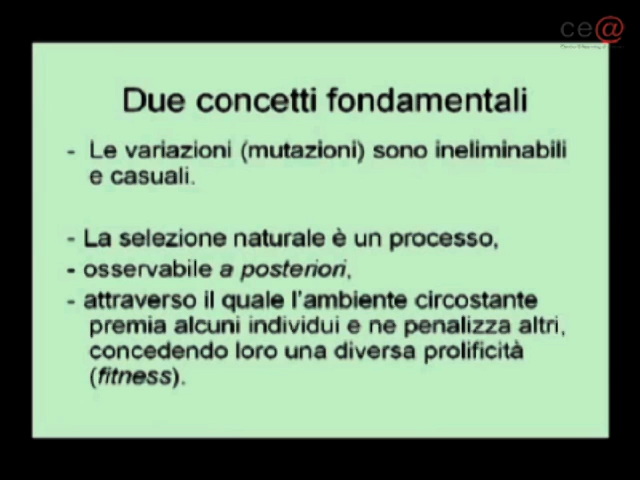 ce@
Due concetti fondamentali
- Le variazioni (mutazioni) sono ineliminabili
e casuali.
- La selezione naturale è un processo,
- osservabile a posteriori,
- attraverso il quale l'ambiente circostante
premia alcuni individui e ne penalizza altri,
concedendo loro una diversa prolificità
(fitness).